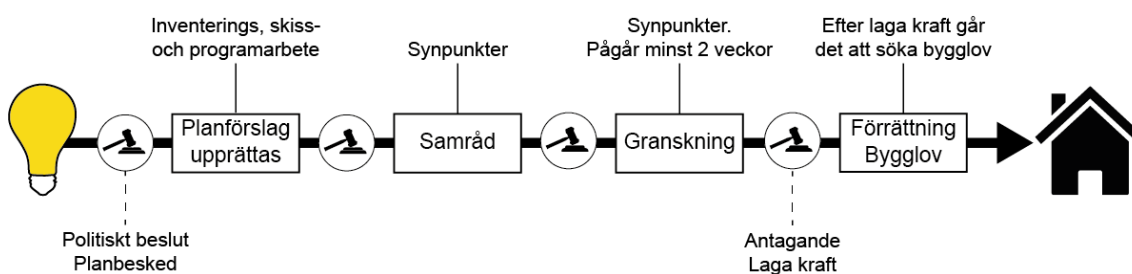 Inventerings, skiss-
och programarbete
Synpunkter
Synpunkter.
Pågår minst 2 veckor
Efter laga kraft går
det att söka bygglov
Planförslag
upprättas
Samråd
Granskning
Förrättning
Bygglov
Politiskt beslut
Planbesked
Antagande
Laga kraft